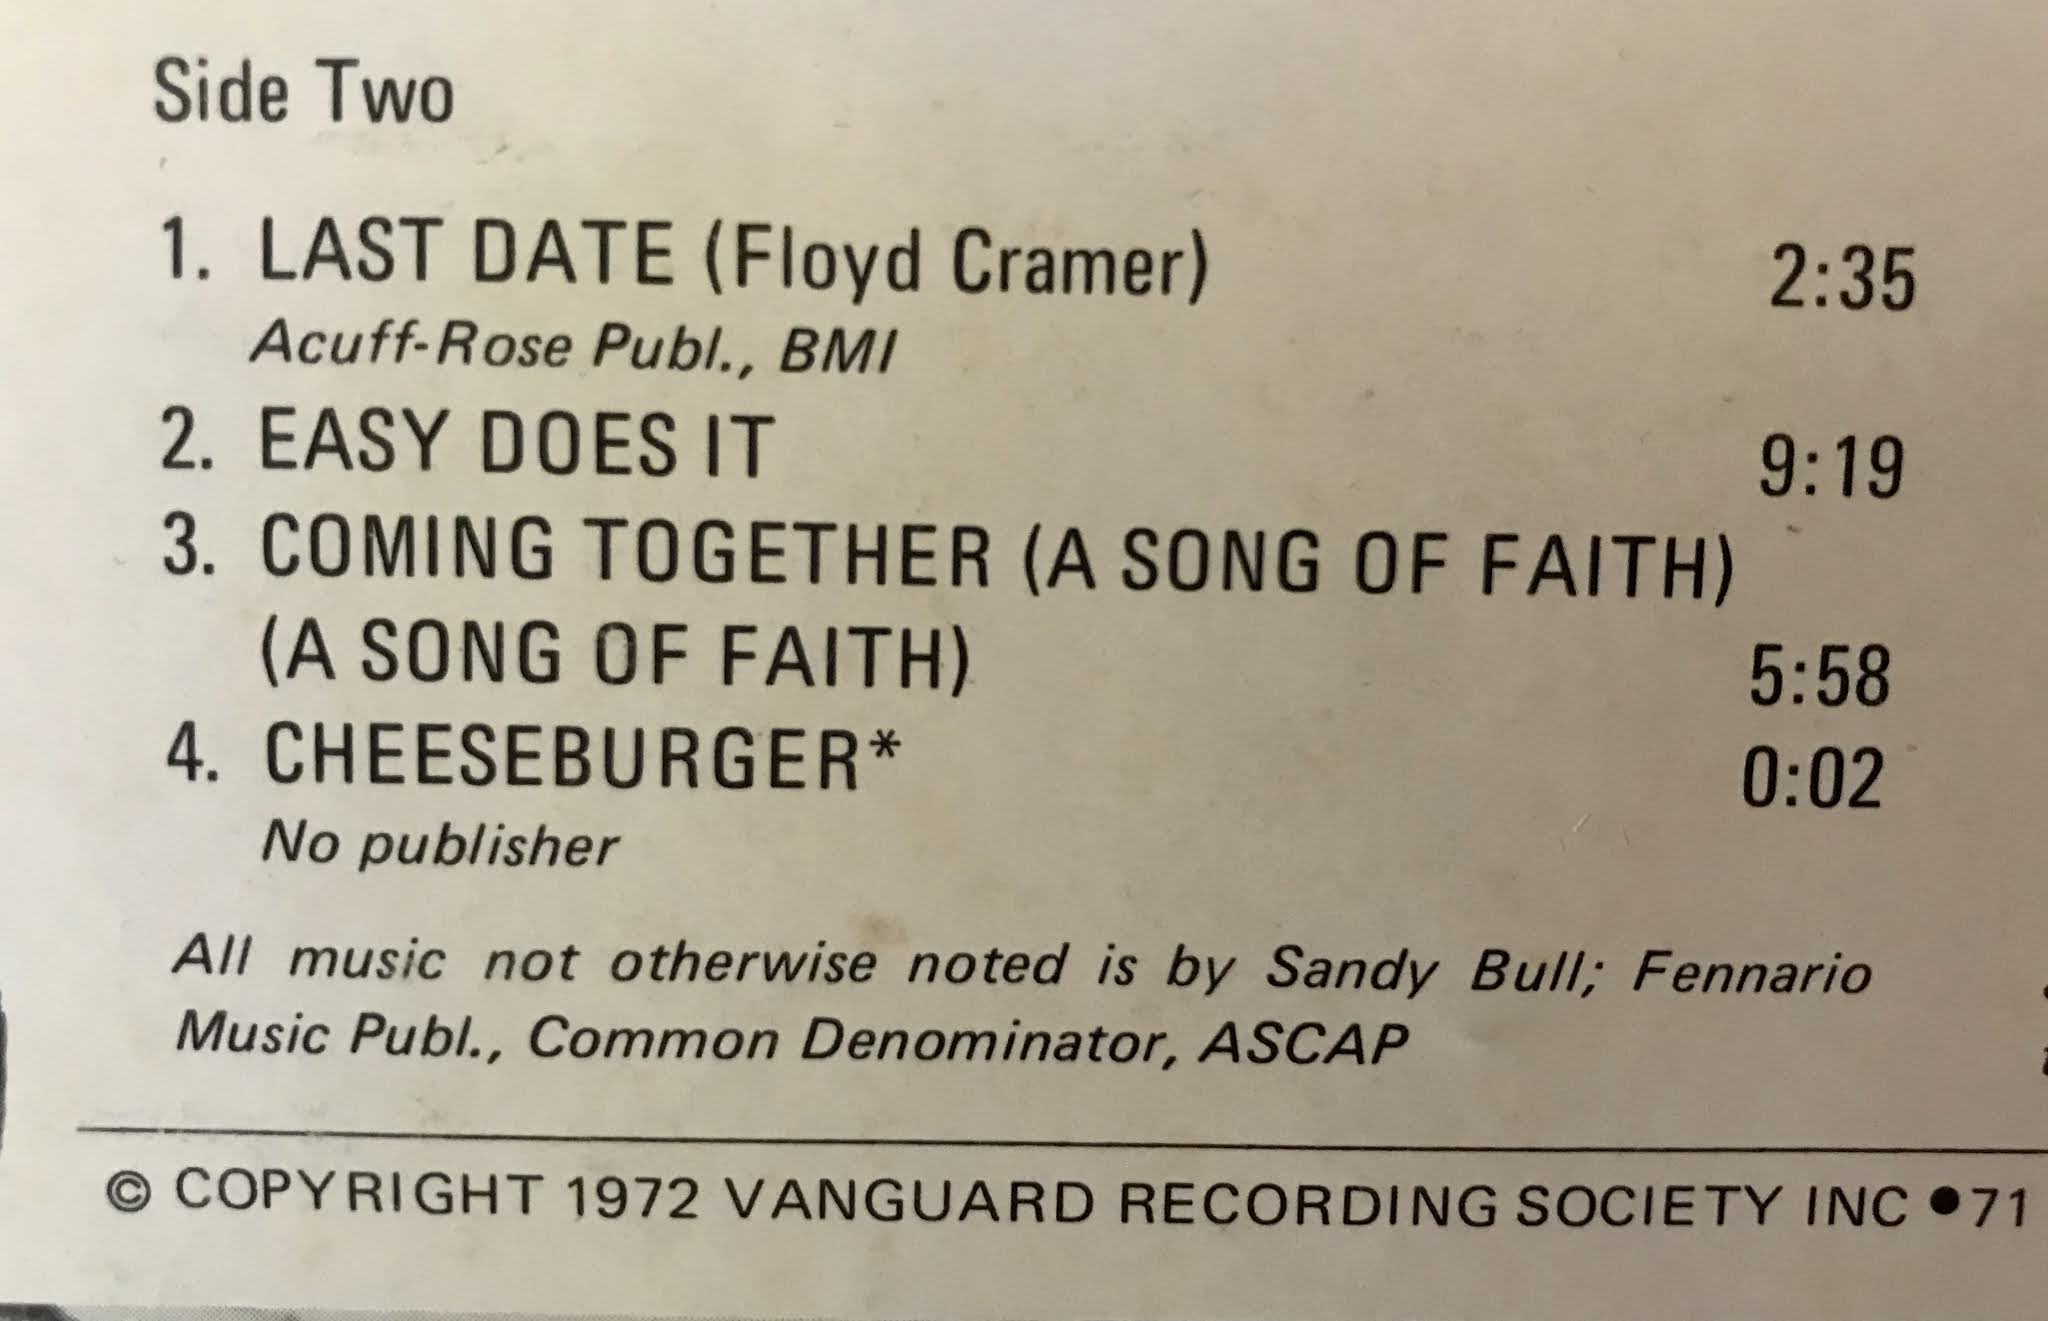 Side Two
1. LAST DATE (Floyd Cramer) 2:35
Acuff-Rose Publ., BMI
2. EASY DOES IT 9:19
3. COMING TOGETHER (A SONG OF FAITH)
(A SONG OF FAITH) 5:58
4. CHEESEBURGER* 0:02
No publisher
All music not otherwise noted is by Sandy Bull; Fennario
Music Publ., Common Denominator, ASCAP
© COPYRIGHT 1972 VANGUARD RECORDING SOCIETY INC ●71